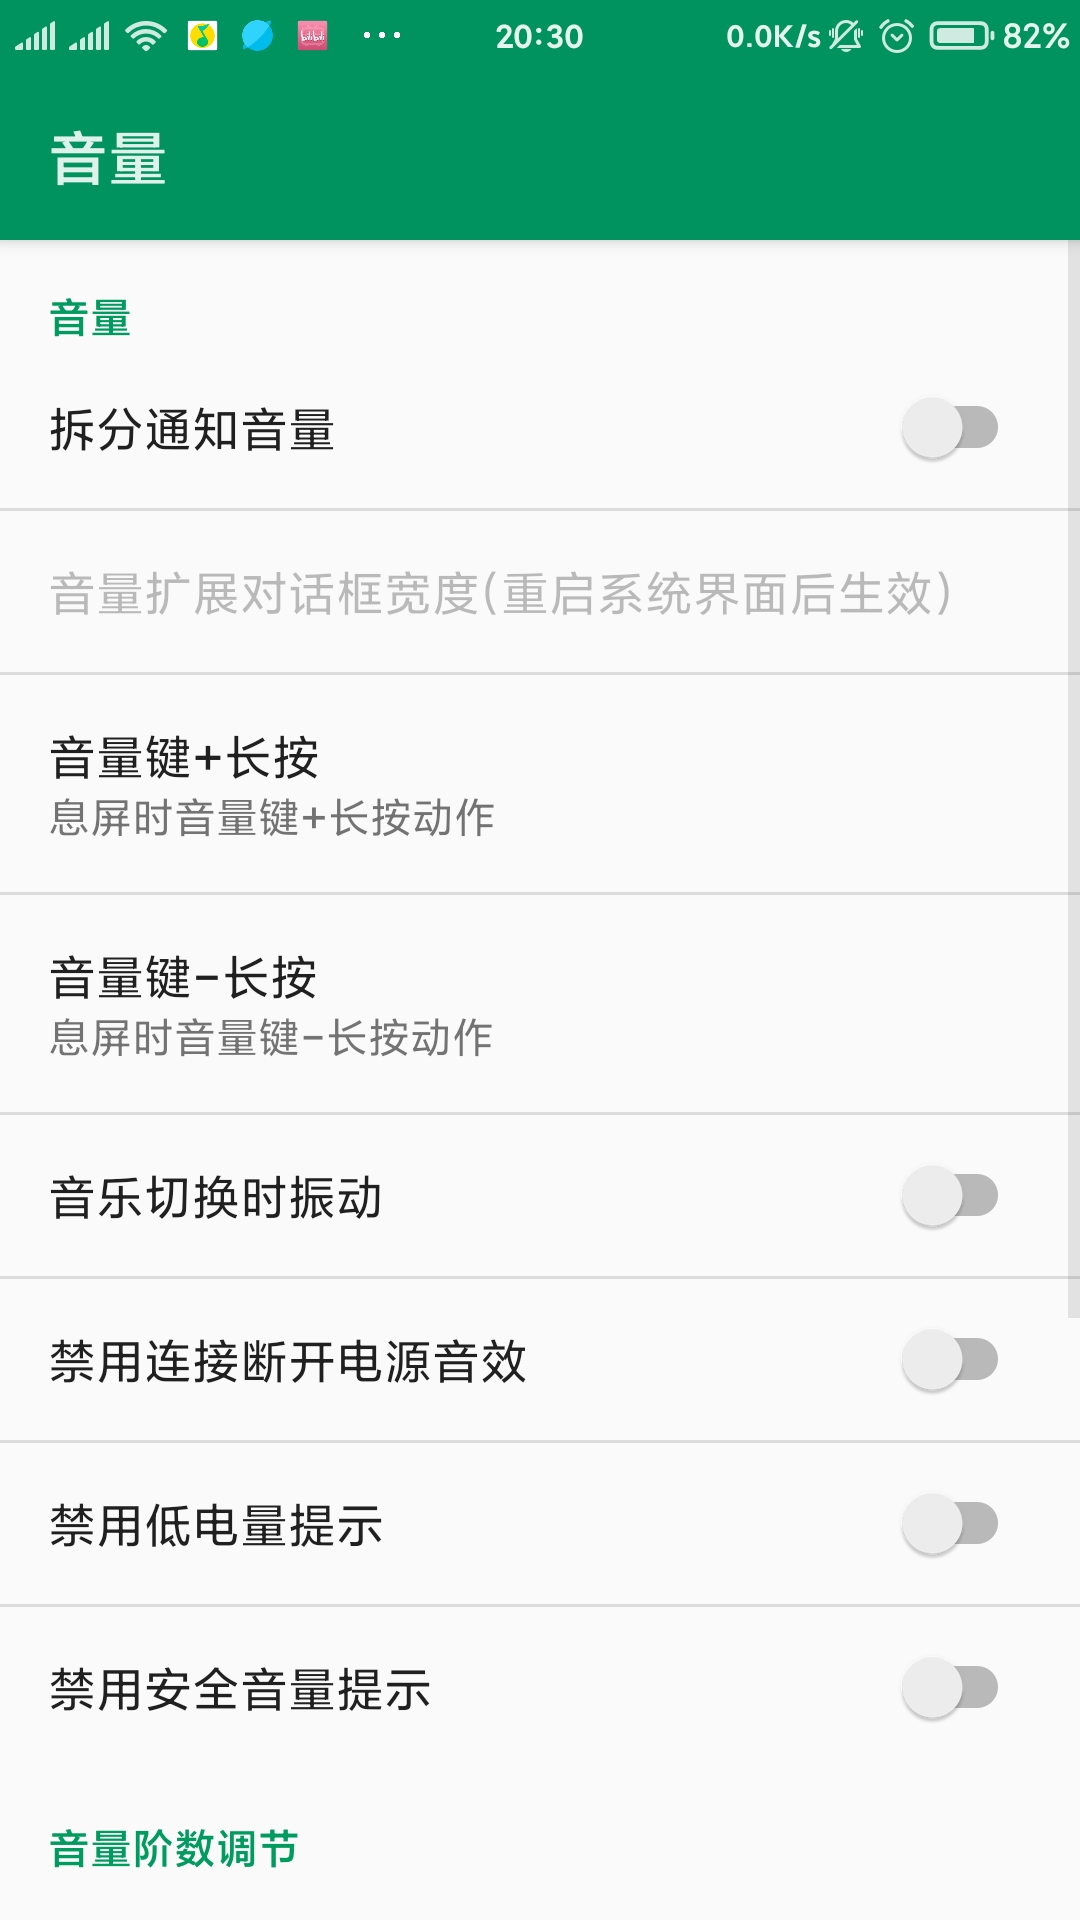 20:30
0.0K/s
82%
音量
音量
拆分通知音量
音量扩展对话框宽度(重启系统界面后生效)
音量键+长按
息屏时音量键+长按动作
音量键-长按
息屏时音量键-长按动作
音乐切换时振动
禁用连接断开电源音效
禁用低电量提示
禁用安全音量提示
音量阶数调节